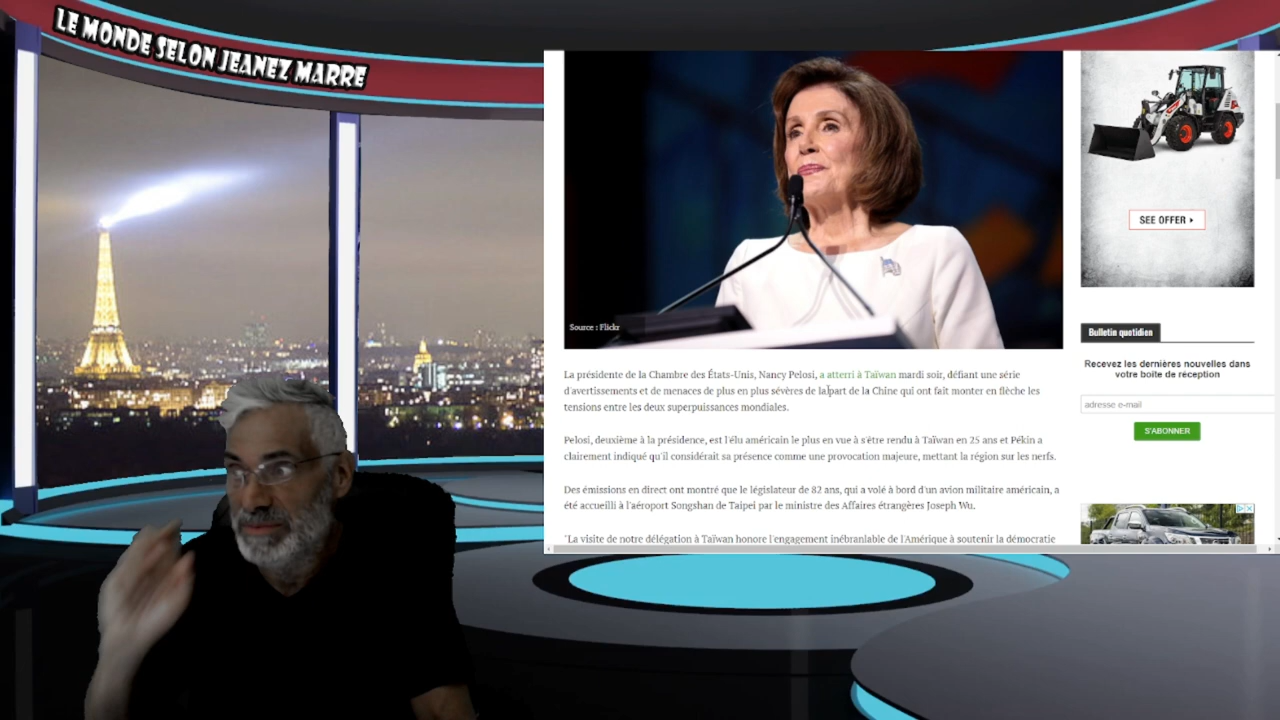 LE MONDE SELON JEANEZ MARRE
SEE OFFER
Source : Flickr
Bulletin quotidien
Recevez les dernières nouvelles dans
votre boîte de réception
adresse e-mail
S'ABONNER
La présidente de la Chambre des États-Unis, Nancy Pelosi, a atterri à Taïwan mardi soir, défiant une série
d'avertissements et de menaces de plus en plus sévères de la part de la Chine qui ont fait monter en flèche les
tensions entre les deux superpuissances mondiales.
Pelosi, deuxième à la présidence, est l'élu américain le plus en vue à s'être rendu à Taïwan en 25 ans et Pékin a
clairement indiqué qu'il considérait sa présence comme une provocation majeure, mettant la région sur les nerfs.
Des émissions en direct ont montré que le législateur de 82 ans, qui a volé à bord d'un avion militaire américain, a
été accueilli à l'aéroport Songshan de Taipei par le ministre des Affaires étrangères Joseph Wu.
"La visite de notre délégation à Taïwan honore l'engagement inébranlable de l'Amérique à soutenir la démocratie